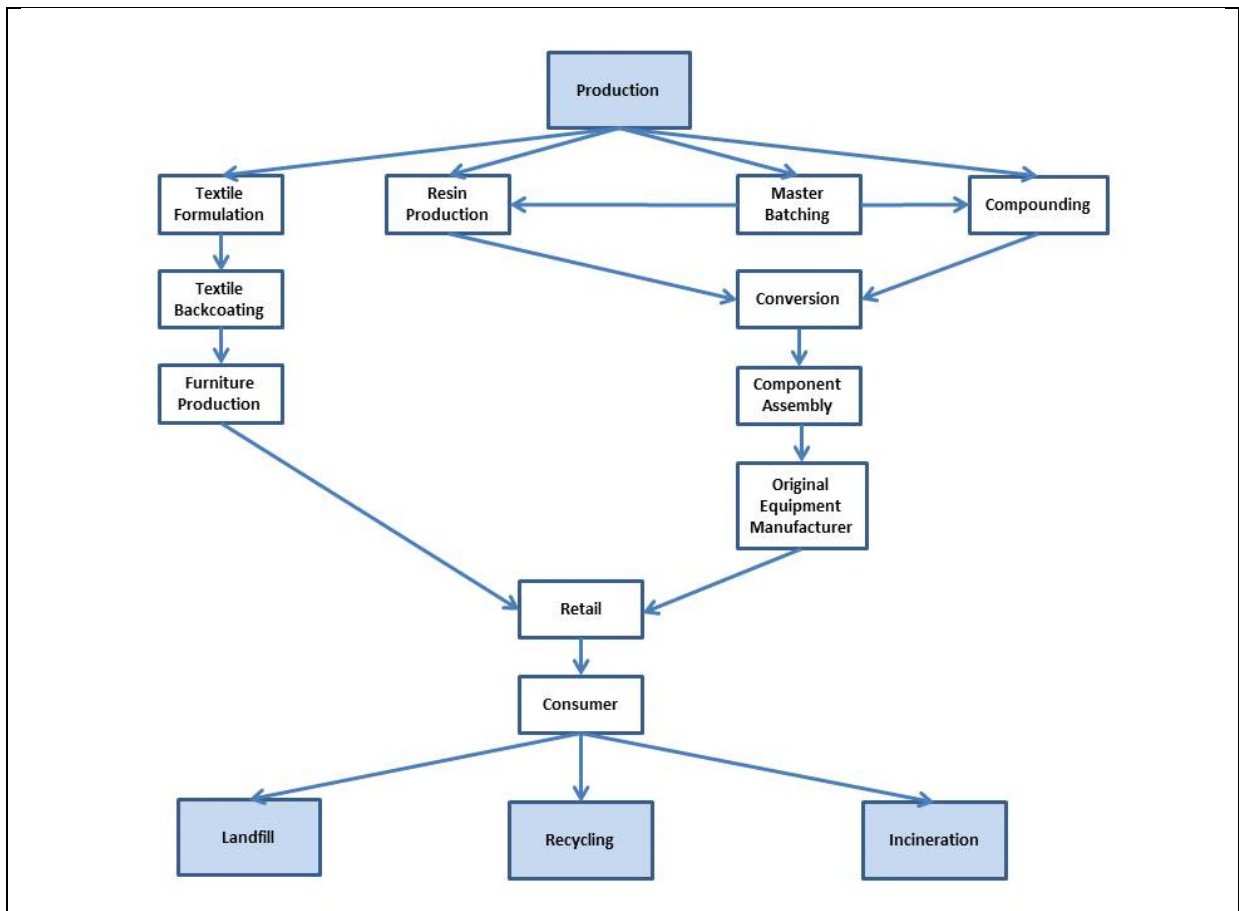 Production
Textile
Formulation
Resin
Production
Master
Batching
Compounding
Textile
Backcoating
Conversion
Furniture
Production
Component
Assembly
Original
Equipment
Manufacturer
Retail
Consumer
Landfill
Recycling
Incineration